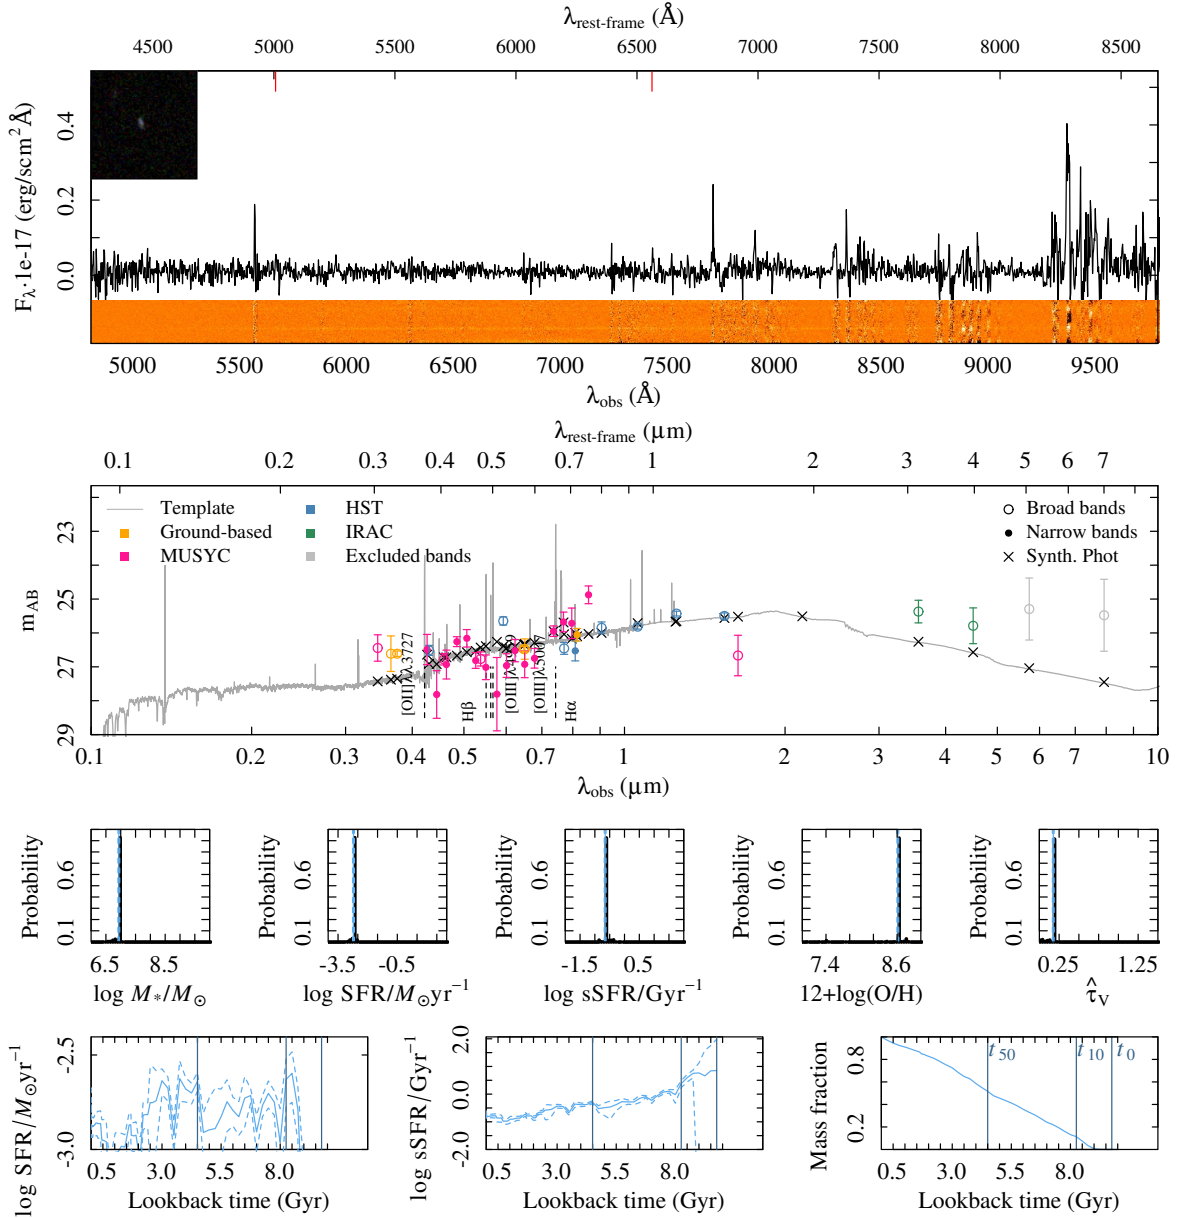 λrest-frame (Å)
4500 5000 5500 6000 6500 7000 7500 8000 8500
Fλ·1e-17 (erg/scm²Å)
0.0 0.2 0.4
5000 5500 6000 6500 7000 7500 8000 8500 9000 9500
λobs (Å)
λrest-frame (μm)
0.1 0.2 0.3 0.4 0.5 0.7 1 2 3 4 5 6 7
mAB
23
25
27
29
Template
Ground-based
MUSYC
HST
IRAC
Excluded bands
Broad bands
Narrow bands
Synth. Phot
[OII]λλ3727
Hβ
[OIII]λ5007
Hα
0.1 0.2 0.3 0.4 0.5 0.7 1 2 3 4 5 6 7 10
λobs (μm)
Probability
0.1 0.6
6.5 8.5
log M*/M⊙
Probability
0.1 0.6
-3.5 -0.5
log SFR/M⊙yr⁻¹
Probability
0.1 0.6
-1.5 0.5
log sSFR/Gyr⁻¹
Probability
0.1 0.6
7.4 8.6
12+log(O/H)
Probability
0.1 0.6
0.25 1.25
τ̂V
log SFR/M⊙yr⁻¹
-3.0 -2.5
0.5 3.0 5.5 8.0
Lookback time (Gyr)
log sSFR/Gyr⁻¹
-2.0 0.0 2.0
0.5 3.0 5.5 8.0
Lookback time (Gyr)
Mass fraction
0.2 0.8
t50 t10 t0
0.5 3.0 5.5 8.0
Lookback time (Gyr)